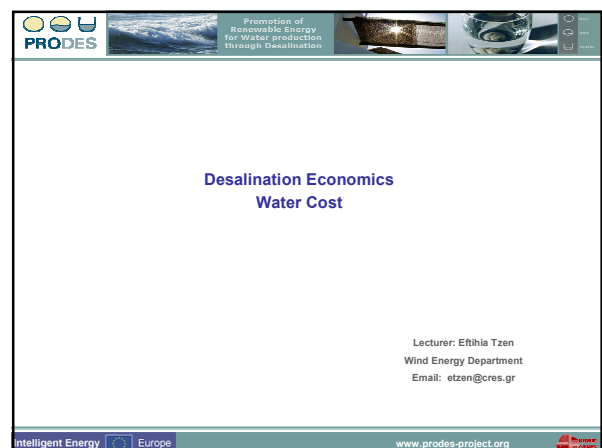 PRODES
Promotion of
Renewable Energy
for Water production
through Desalination
Desalination Economics
Water Cost
Lecturer: Eftihia Tzen
Wind Energy Department
Email: etzen@cres.gr
Intelligent Energy Europe
www.prodes-project.org